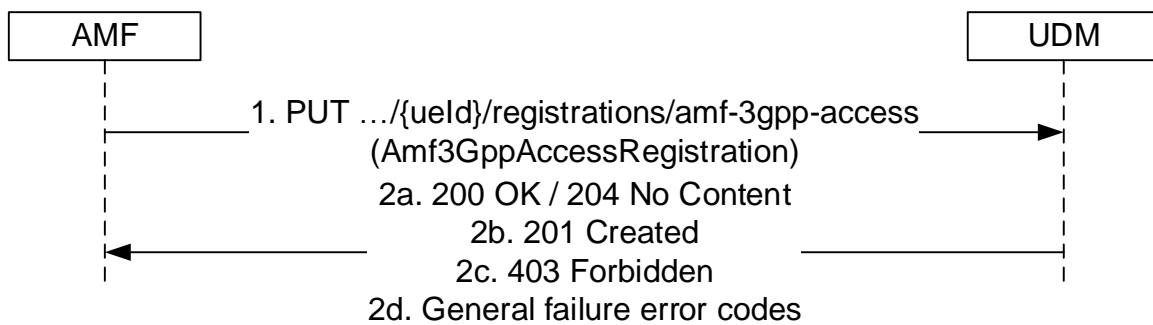 AMF
UDM
1. PUT …/{ueId}/registrations/amf-3gpp-access
(Amf3GppAccessRegistration)
2a. 200 OK / 204 No Content
2b. 201 Created
2c. 403 Forbidden
2d. General failure error codes